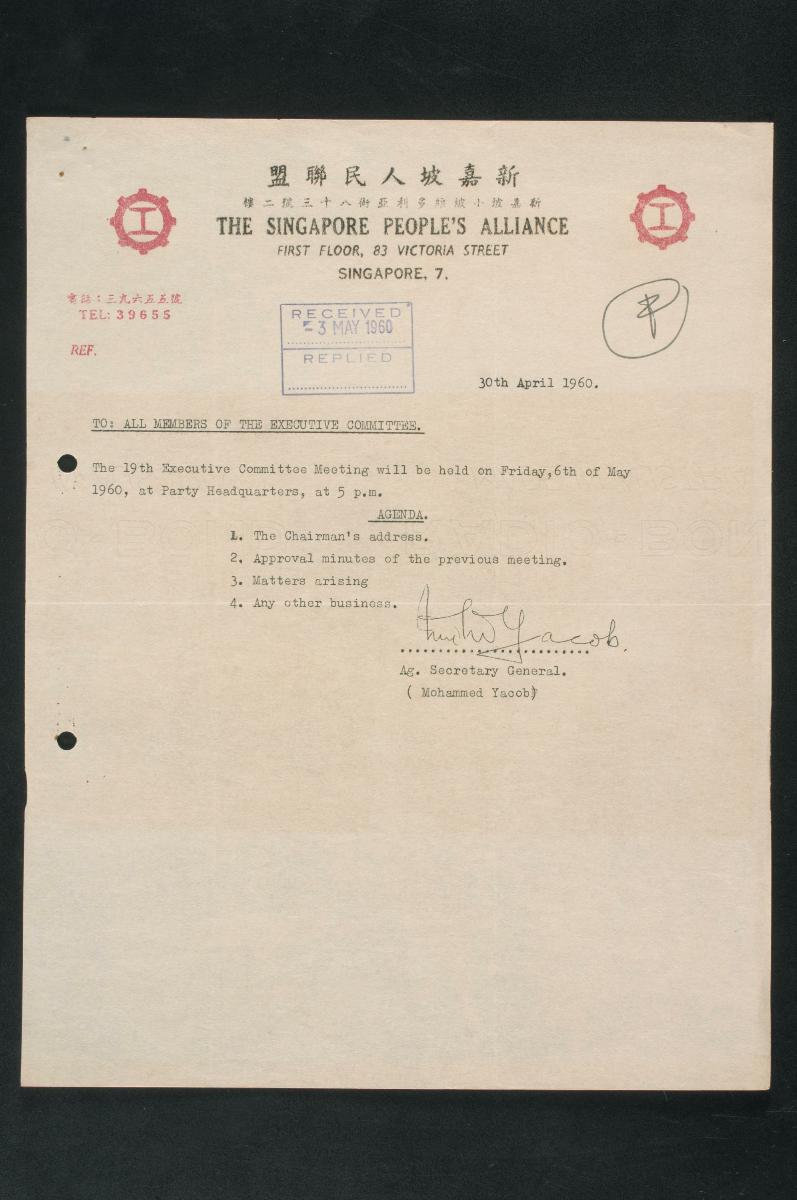 盟聯民人坡嘉新
樓二號三十八街亞利多維坡小坡嘉新
THE SINGAPORE PEOPLE'S ALLIANCE
FIRST FLOOR, 83 VICTORIA STREET
SINGAPORE, 7.
電話：三九六五五號
TEL: 39655
REF.
RECEIVED
- 3 MAY 1960
REPLIED
30th April 1960.
TO: ALL MEMBERS OF THE EXECUTIVE COMMITTEE.
The 19th Executive Committee Meeting will be held on Friday,6th of May
1960, at Party Headquarters, at 5 p.m.
AGENDA.
1. The Chairman's address.
2. Approval minutes of the previous meeting.
3. Matters arising
4. Any other business.
Yacob.
Ag. Secretary General.
( Mohammed Yacob)